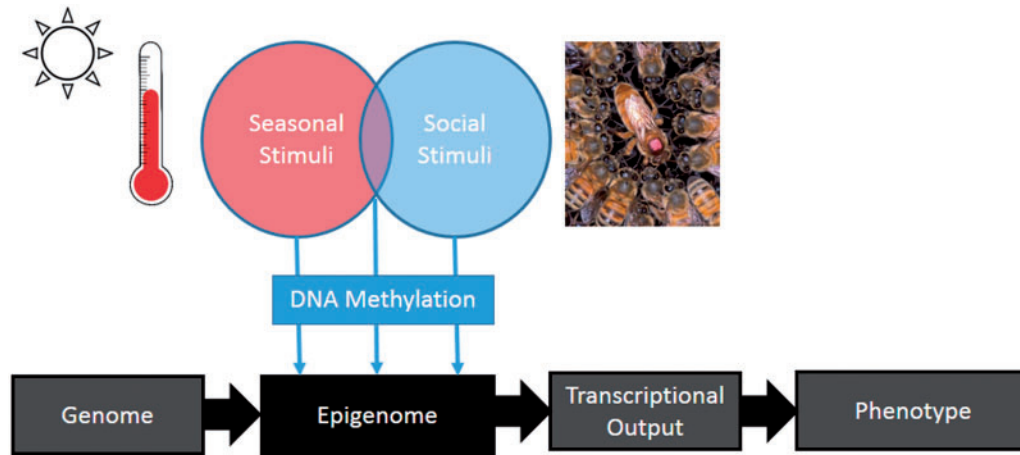 Seasonal
Stimuli
Social
Stimuli
DNA Methylation
Genome
Epigenome
Transcriptional
Output
Phenotype